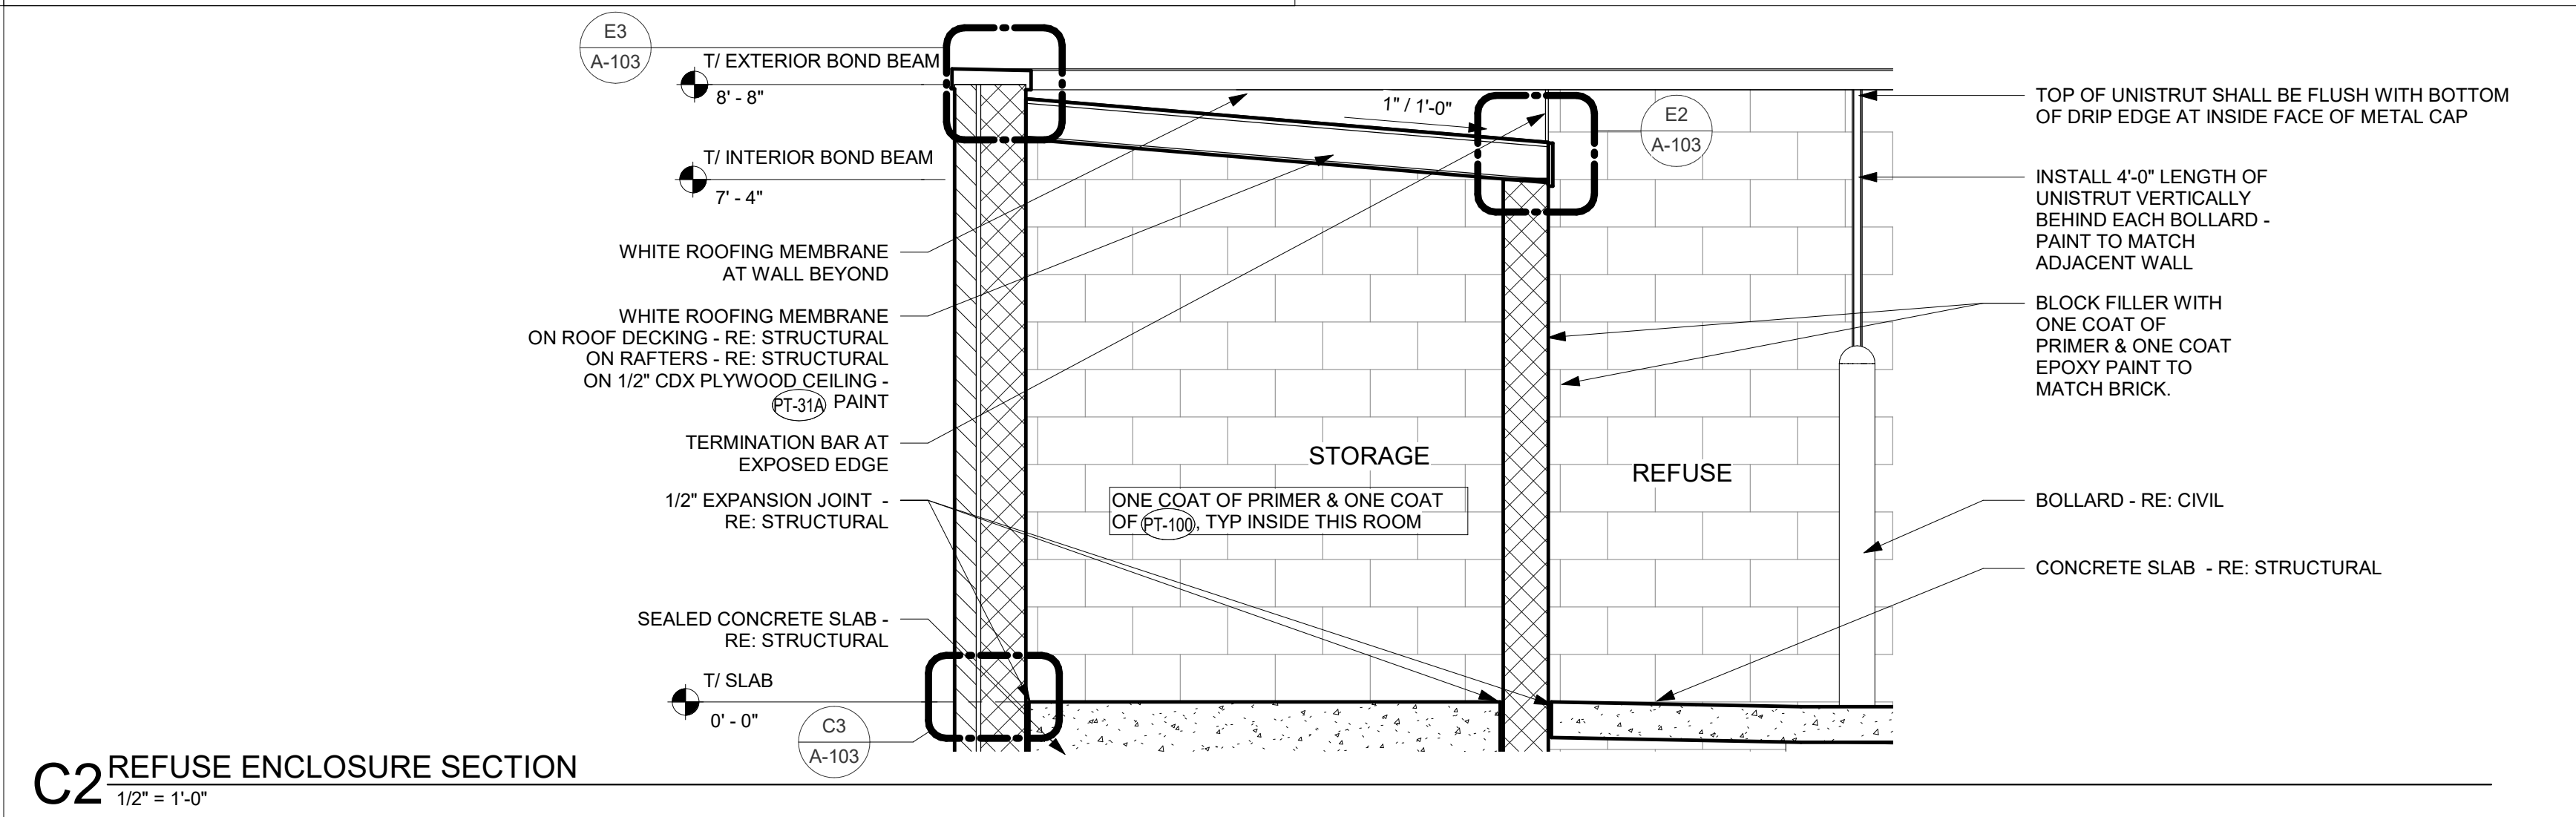 E3
A-103
T/ EXTERIOR BOND BEAM
8' - 8"
T/ INTERIOR BOND BEAM
7' - 4"
WHITE ROOFING MEMBRANE
AT WALL BEYOND
WHITE ROOFING MEMBRANE
ON ROOF DECKING - RE: STRUCTURAL
ON RAFTERS - RE: STRUCTURAL
ON 1/2" CDX PLYWOOD CEILING -
PT-31A PAINT
TERMINATION BAR AT
EXPOSED EDGE
1/2" EXPANSION JOINT -
RE: STRUCTURAL
SEALED CONCRETE SLAB -
RE: STRUCTURAL
T/ SLAB
0' - 0"
C3
A-103
1" / 1'-0"
E2
A-103
STORAGE
ONE COAT OF PRIMER & ONE COAT
OF PT-100, TYP INSIDE THIS ROOM
REFUSE
TOP OF UNISTRUT SHALL BE FLUSH WITH BOTTOM
OF DRIP EDGE AT INSIDE FACE OF METAL CAP
INSTALL 4'-0" LENGTH OF
UNISTRUT VERTICALLY
BEHIND EACH BOLLARD -
PAINT TO MATCH
ADJACENT WALL
BLOCK FILLER WITH
ONE COAT OF
PRIMER & ONE COAT
EPOXY PAINT TO
MATCH BRICK.
BOLLARD - RE: CIVIL
CONCRETE SLAB - RE: STRUCTURAL
C2
REFUSE ENCLOSURE SECTION
1/2" = 1'-0"